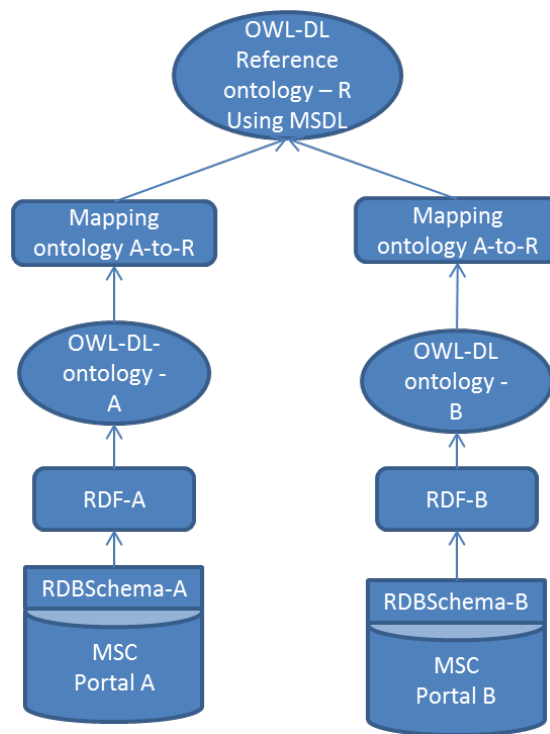 OWL-DL
Reference
ontology – R
Using MSDL
Mapping
ontology A-to-R
Mapping
ontology A-to-R
OWL-DL-
ontology -
A
OWL-DL
ontology -
B
RDF-A
RDF-B
RDBSchema-A
RDBSchema-B
MSC
Portal A
MSC
Portal B